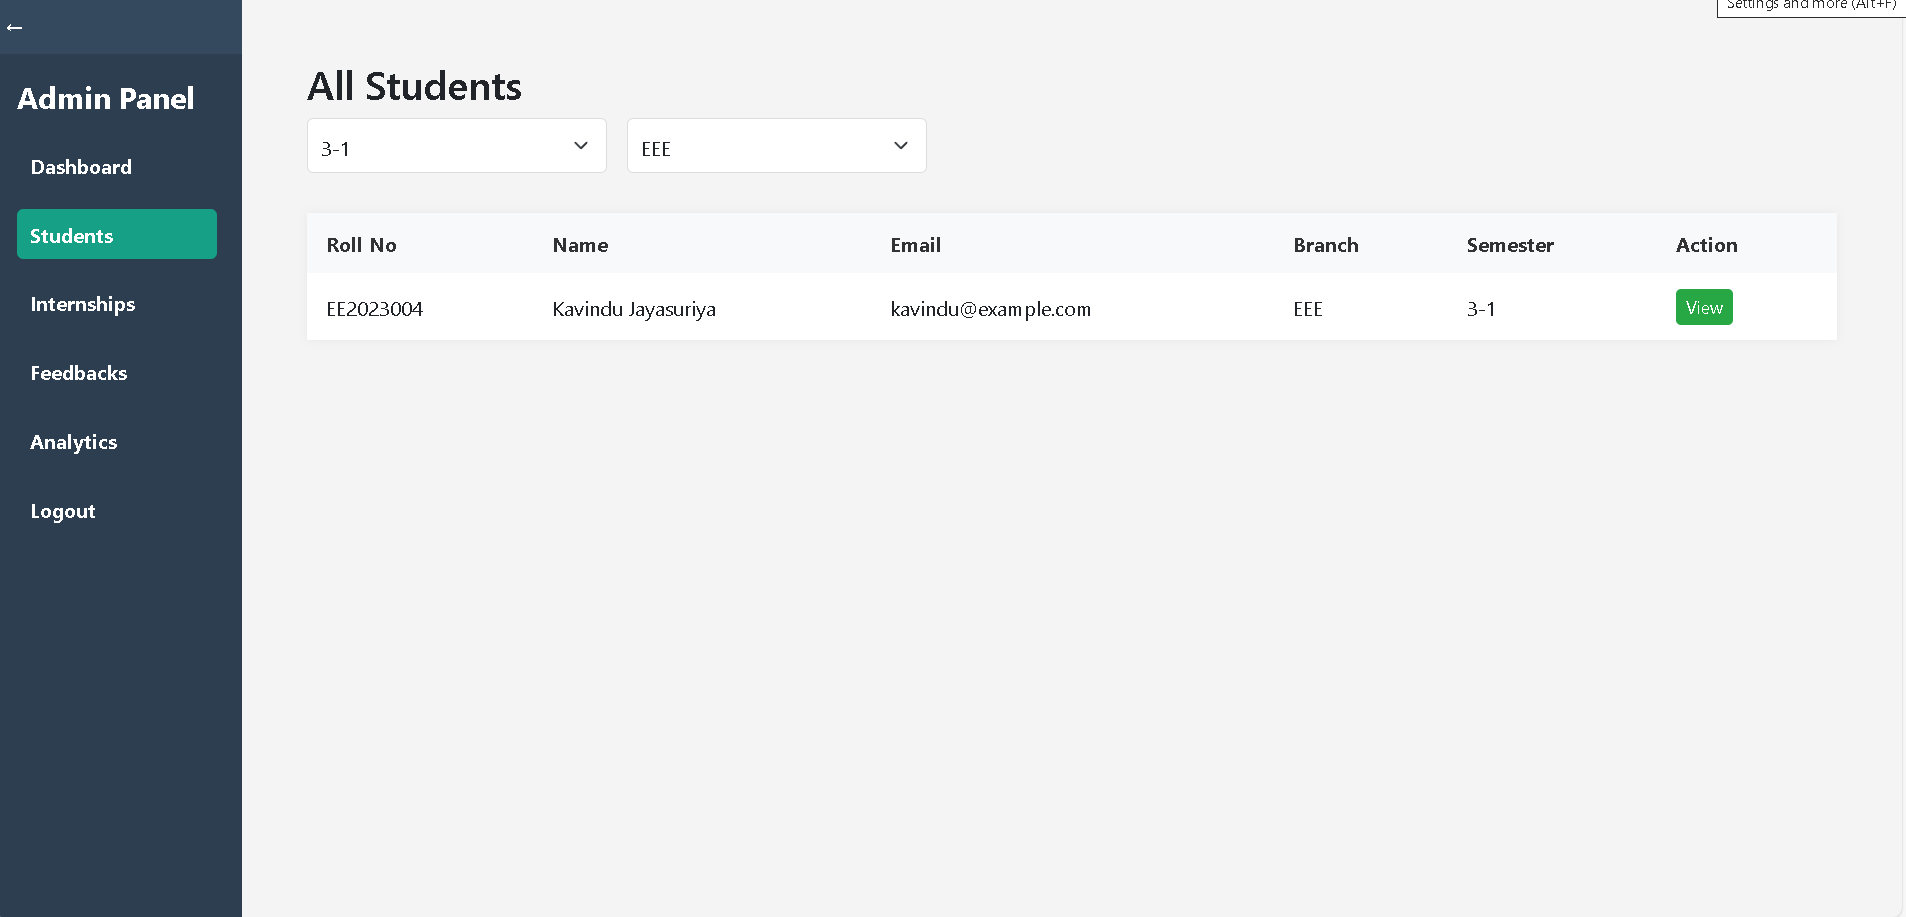 Settings and more (Alt+F)
←
Admin Panel
Dashboard
Students
Internships
Feedbacks
Analytics
Logout
All Students
3-1 EEE
Roll No Name Email Branch Semester Action
EE2023004 Kavindu Jayasuriya kavindu@example.com EEE 3-1 View